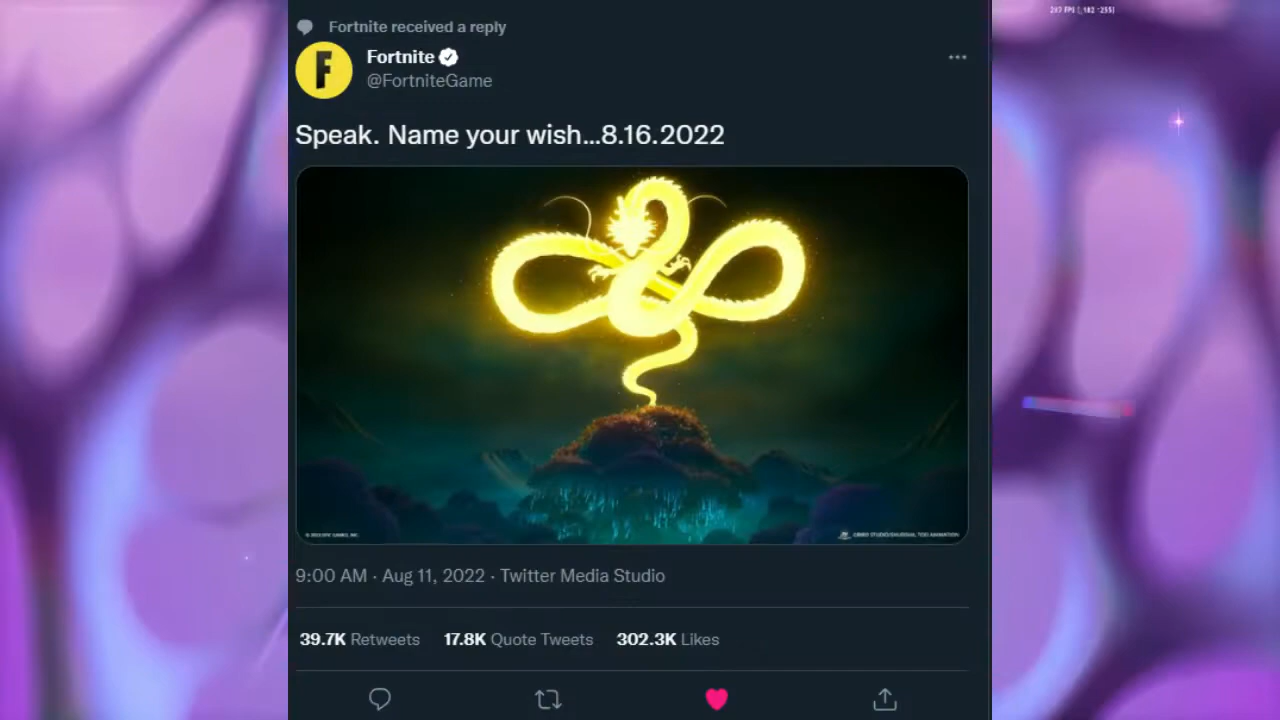 Fortnite received a reply
Fortnite
@FortniteGame
Speak. Name your wish...8.16.2022
9:00 AM · Aug 11, 2022 · Twitter Media Studio
39.7K Retweets 17.8K Quote Tweets 302.3K Likes